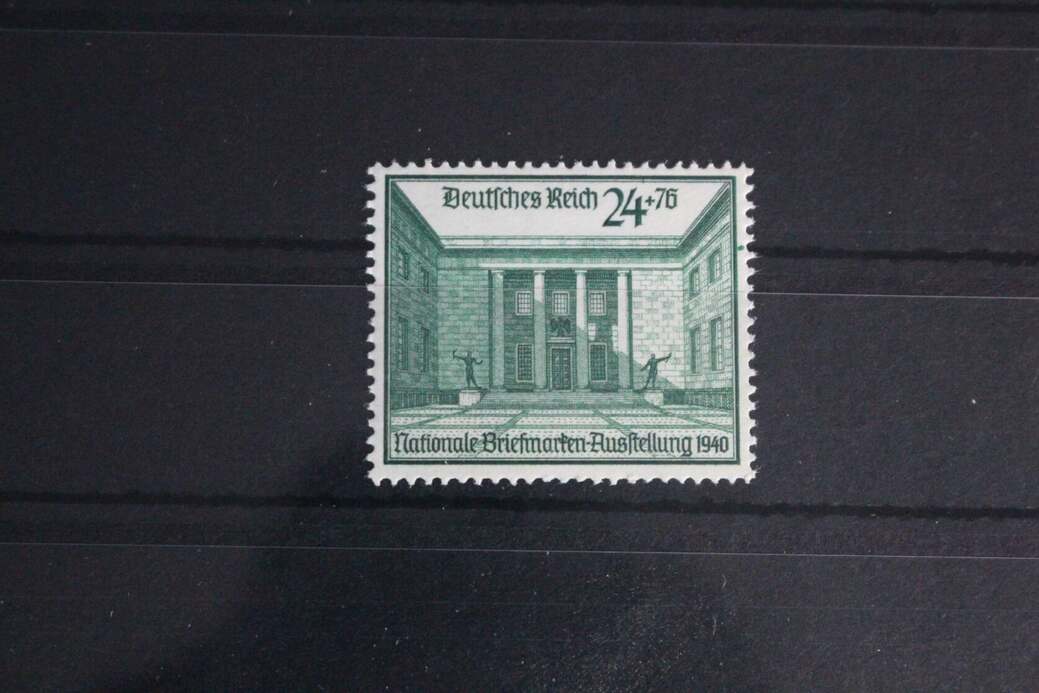 Deutsches Reich 24+76
Nationale Briefmarken-Ausstellung 1940